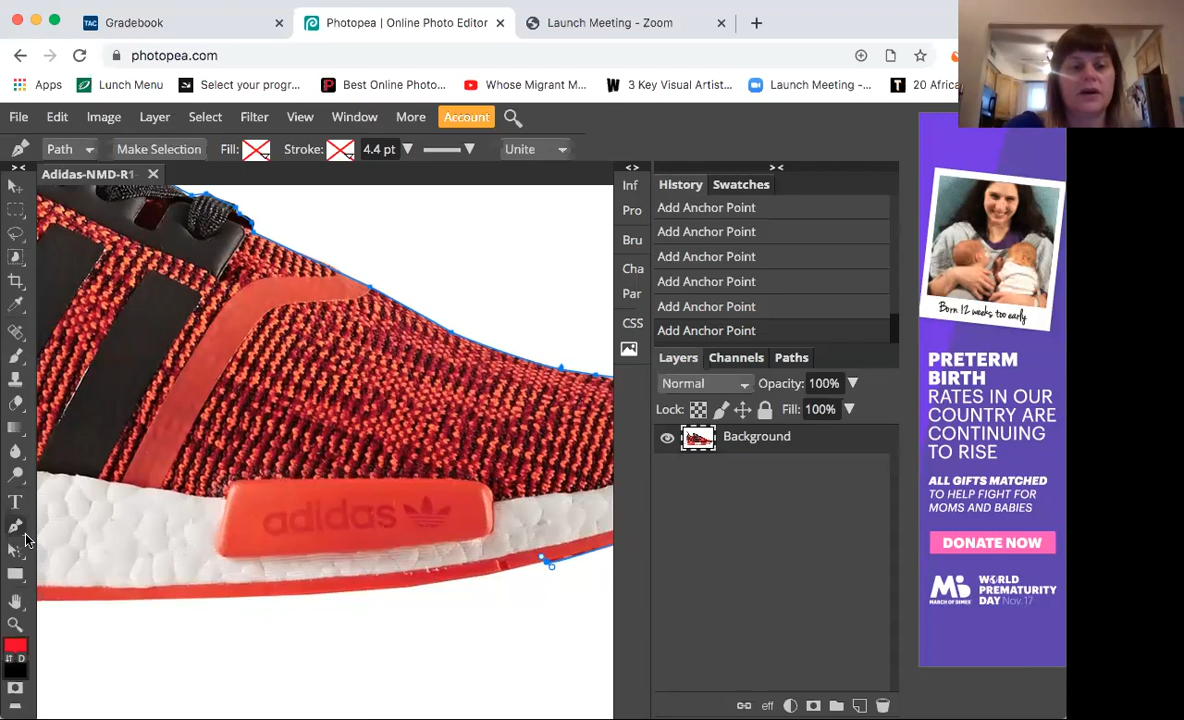 Gradebook
Photopea | Online Photo Editor
Launch Meeting - Zoom
photopea.com
Apps
Lunch Menu
Select your progr...
Best Online Photo...
Whose Migrant M...
3 Key Visual Artist...
Launch Meeting -...
20 Africa
File Edit Image Layer Select Filter View Window More Account
Path Make Selection Fill: Stroke: 4.4 pt Unite
Adidas-NMD-R1-
Inf
Pro
Bru
Cha
Par
CSS
History Swatches
Add Anchor Point
Add Anchor Point
Add Anchor Point
Add Anchor Point
Add Anchor Point
Add Anchor Point
Layers Channels Paths
Normal Opacity: 100%
Lock: Fill: 100%
Background
eff
adidas
D
Born 12 weeks too early
PRETERM
BIRTH
RATES IN OUR
COUNTRY ARE
CONTINUING
TO RISE
ALL GIFTS MATCHED
TO HELP FIGHT FOR
MOMS AND BABIES
DONATE NOW
MARCH OF DIMES
WORLD
PREMATURITY
DAY Nov. 17